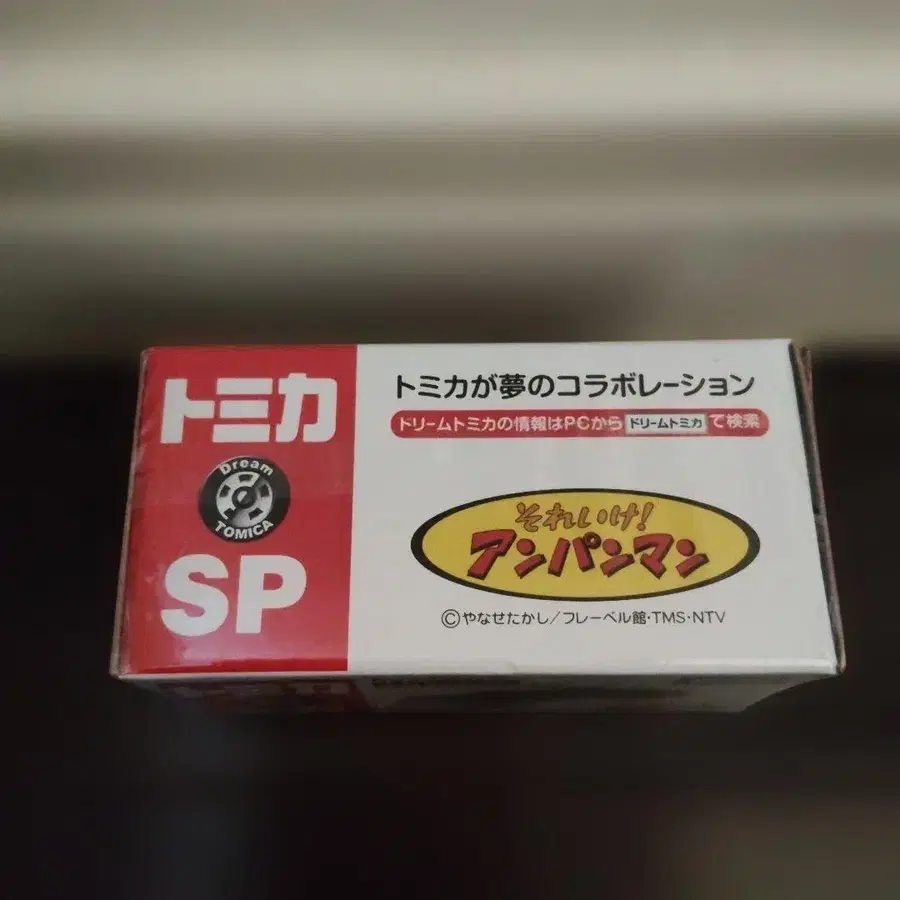 トミカ
Dream
TOMICA
SP
トミカが夢のコラボレーション
ドリームトミカの情報はPCから ドリームトミカ で検索
それいけ!
アンパンマン
©やなせたかし/フレーベル館・TMS・NTV